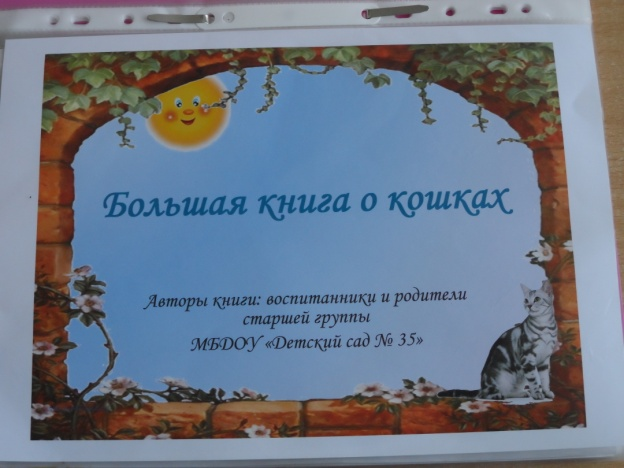 Большая книга о кошках
Авторы книги: воспитанники и родители
старшей группы
МБДОУ «Детский сад № 35»